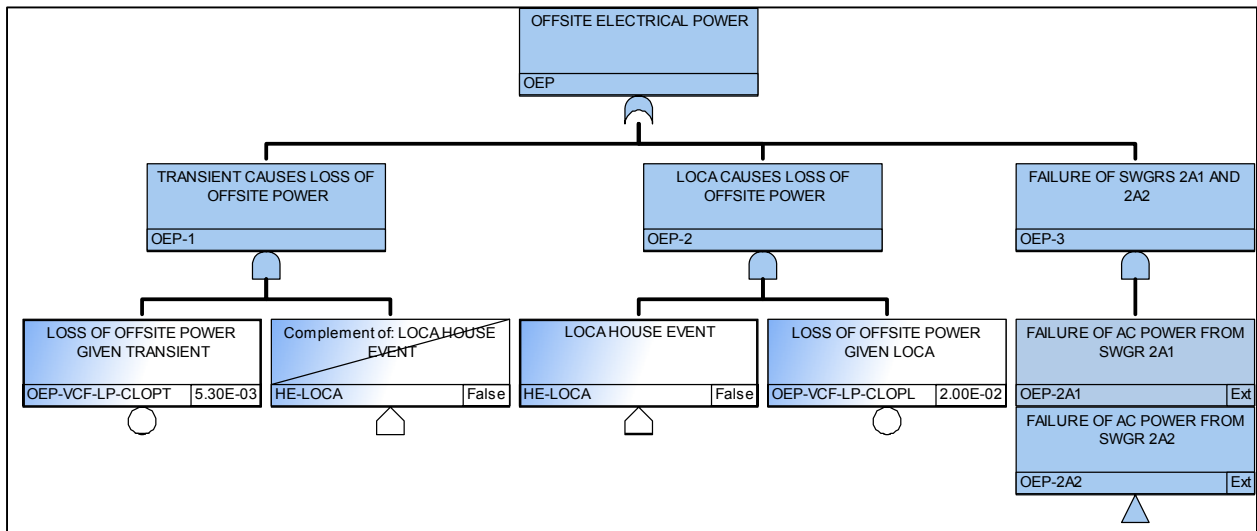 OFFSITE ELECTRICAL POWER
OEP
TRANSIENT CAUSES LOSS OF
OFFSITE POWER
OEP-1
LOCA CAUSES LOSS OF
OFFSITE POWER
OEP-2
FAILURE OF SWGRS 2A1 AND
2A2
OEP-3
LOSS OF OFFSITE POWER
GIVEN TRANSIENT
OEP-VCF-LP-CLOPT 5.30E-03
Complement of: LOCA HOUSE
EVENT
HE-LOCA False
LOCA HOUSE EVENT
HE-LOCA False
LOSS OF OFFSITE POWER
GIVEN LOCA
OEP-VCF-LP-CLOPL 2.00E-02
FAILURE OF AC POWER FROM
SWGR 2A1
OEP-2A1 Ext
FAILURE OF AC POWER FROM
SWGR 2A2
OEP-2A2 Ext